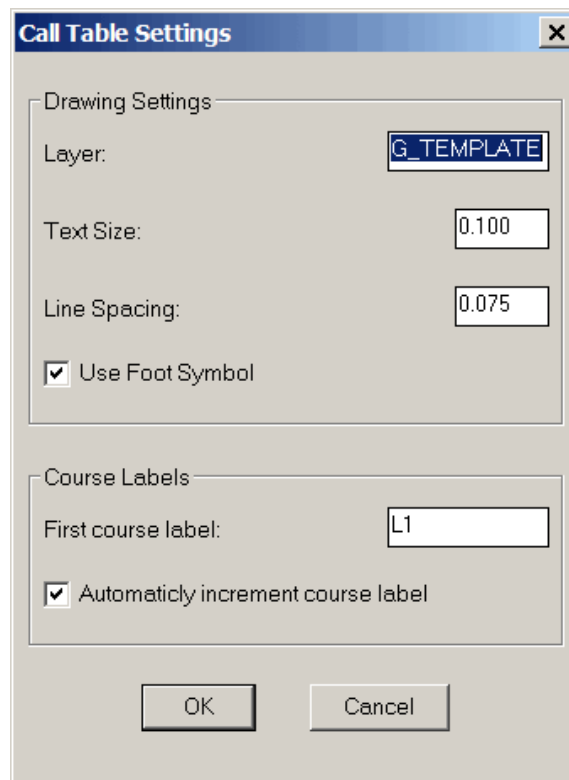 Call Table Settings
Drawing Settings
Layer: G_TEMPLATE
Text Size: 0.100
Line Spacing: 0.075
Use Foot Symbol
Course Labels
First course label: L1
Automaticly increment course label
OK Cancel